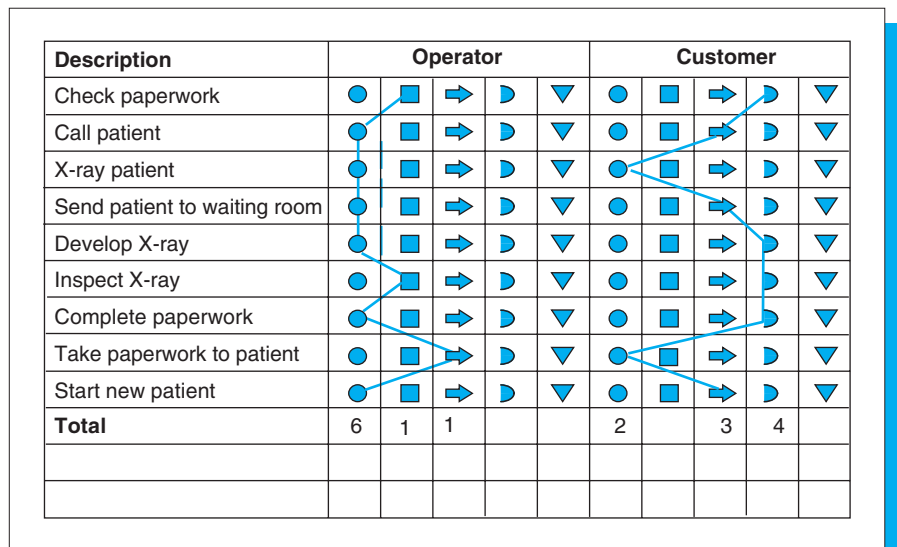 Description Operator Customer
Check paperwork
Call patient
X-ray patient
Send patient to waiting room
Develop X-ray
Inspect X-ray
Complete paperwork
Take paperwork to patient
Start new patient
Total 6 1 1 2 3 4